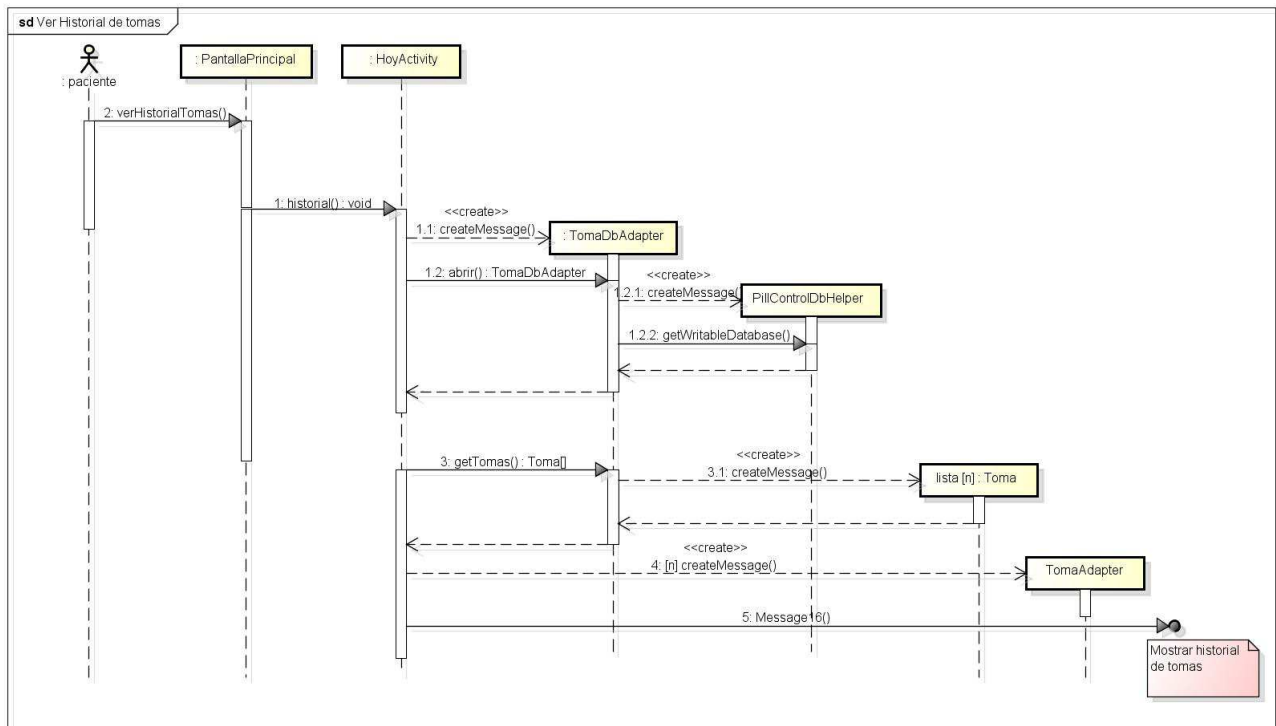 sd Ver Historial de tomas
: paciente
: PantallaPrincipal
: HoyActivity
2: verHistorialTomas()
1: historial() : void
<<create>>
1.1: createMessage()
: TomaDbAdapter
1.2: abrir() : TomaDbAdapter
<<create>>
1.2.1: createMessage()
PillControlDbHelper
1.2.2: getWritableDatabase()
3: getTomas() : Toma[]
<<create>>
3.1: createMessage()
lista [n] : Toma
<<create>>
4: [n] createMessage()
TomaAdapter
5: Message16()
Mostrar historial
de tomas